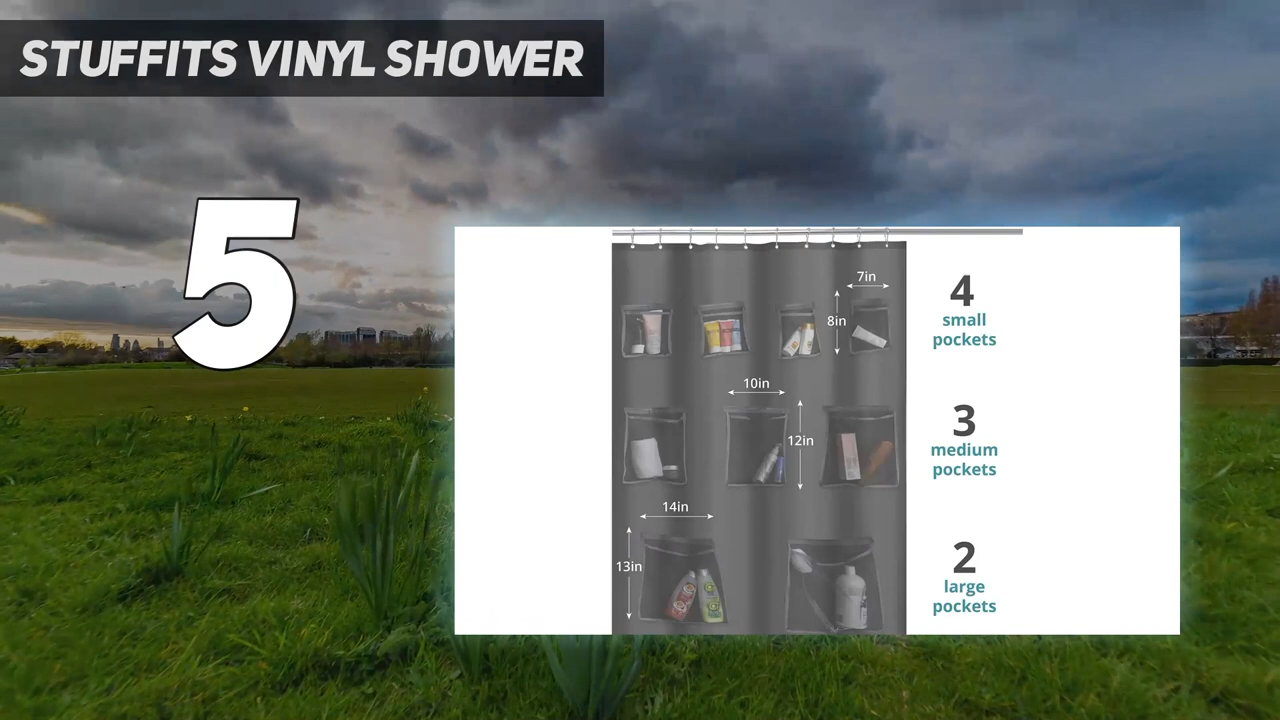 STUFFITS VINYL SHOWER
5
7in
8in
4
small
pockets
10in
12in
3
medium
pockets
14in
13in
2
large
pockets